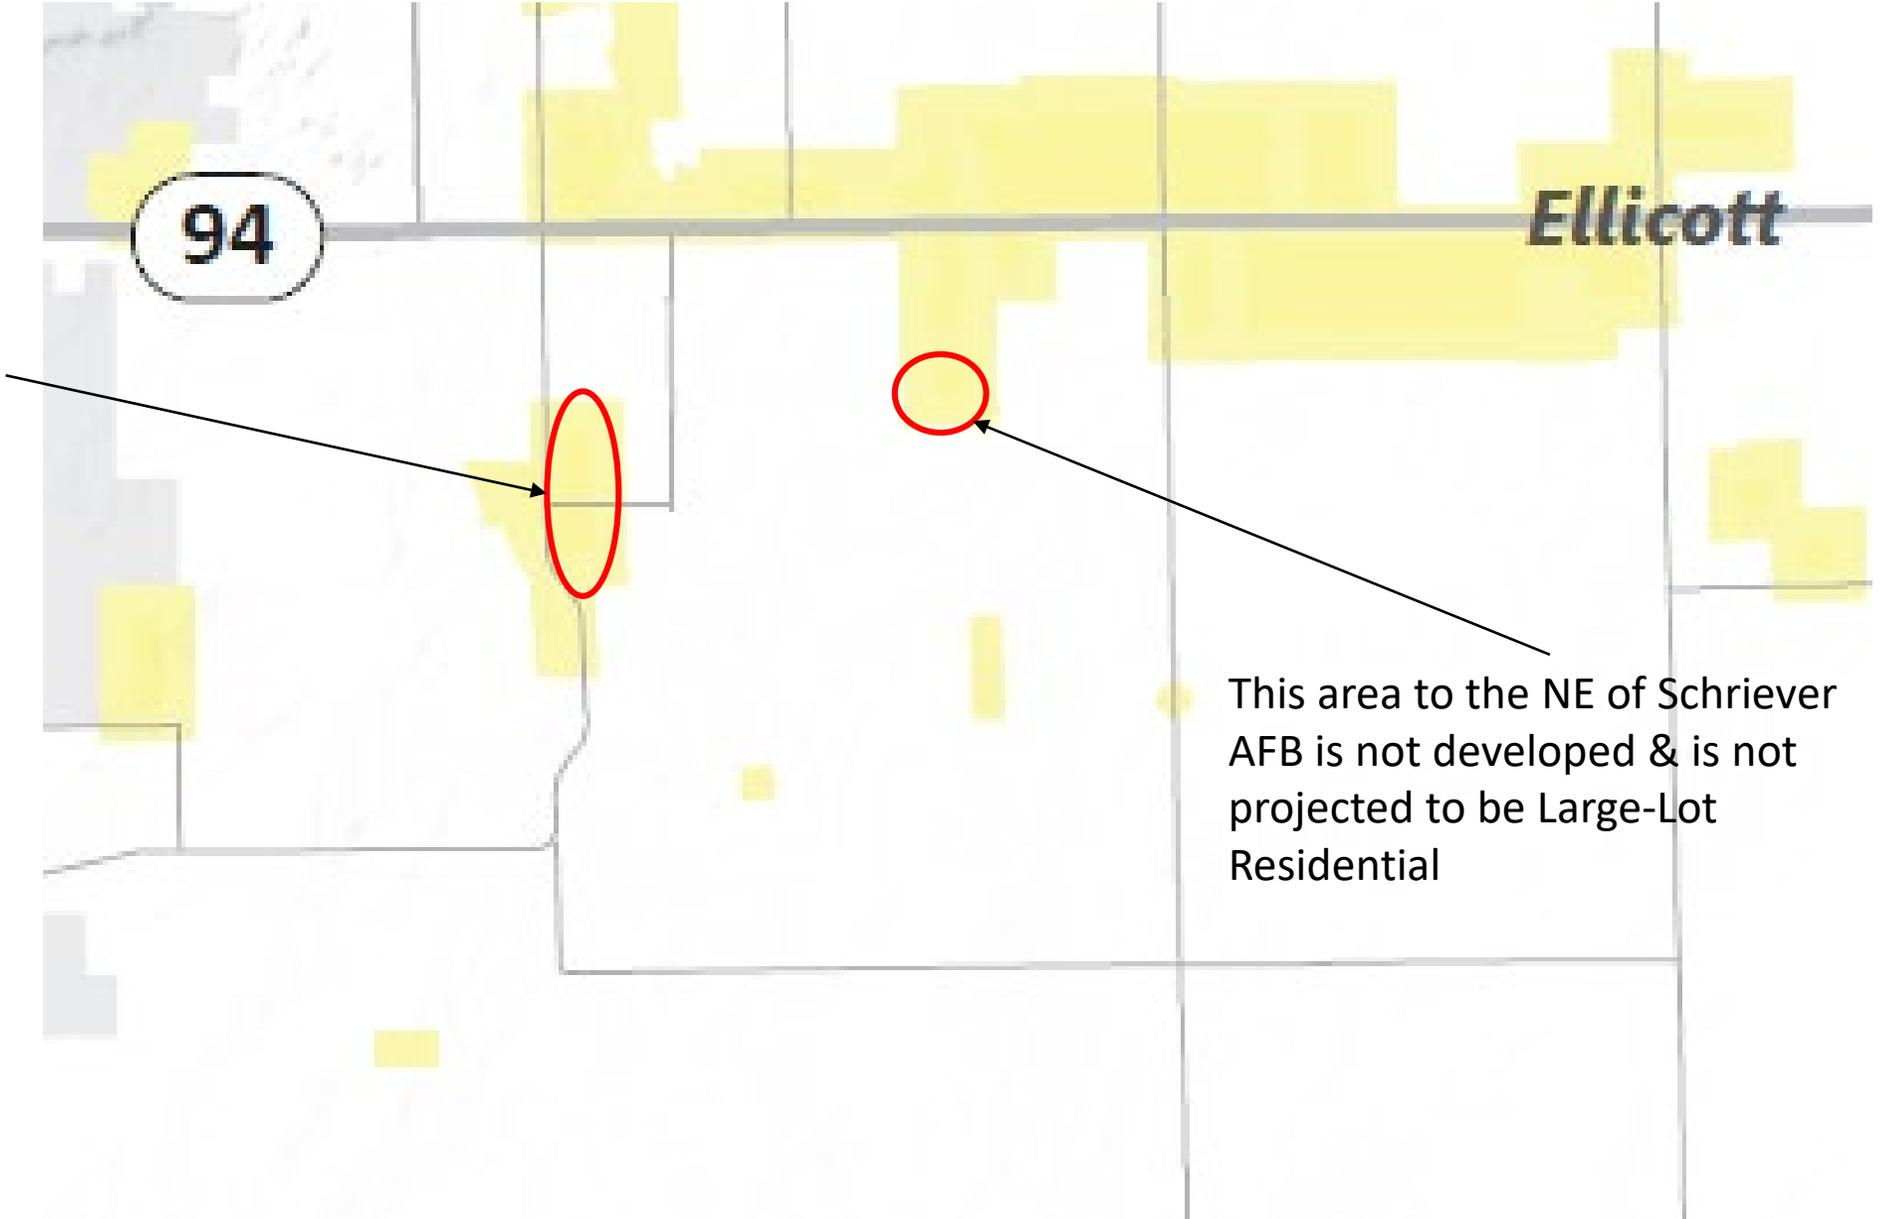 94
Ellicott
This area to the NE of Schriever
AFB is not developed & is not
projected to be Large-Lot
Residential